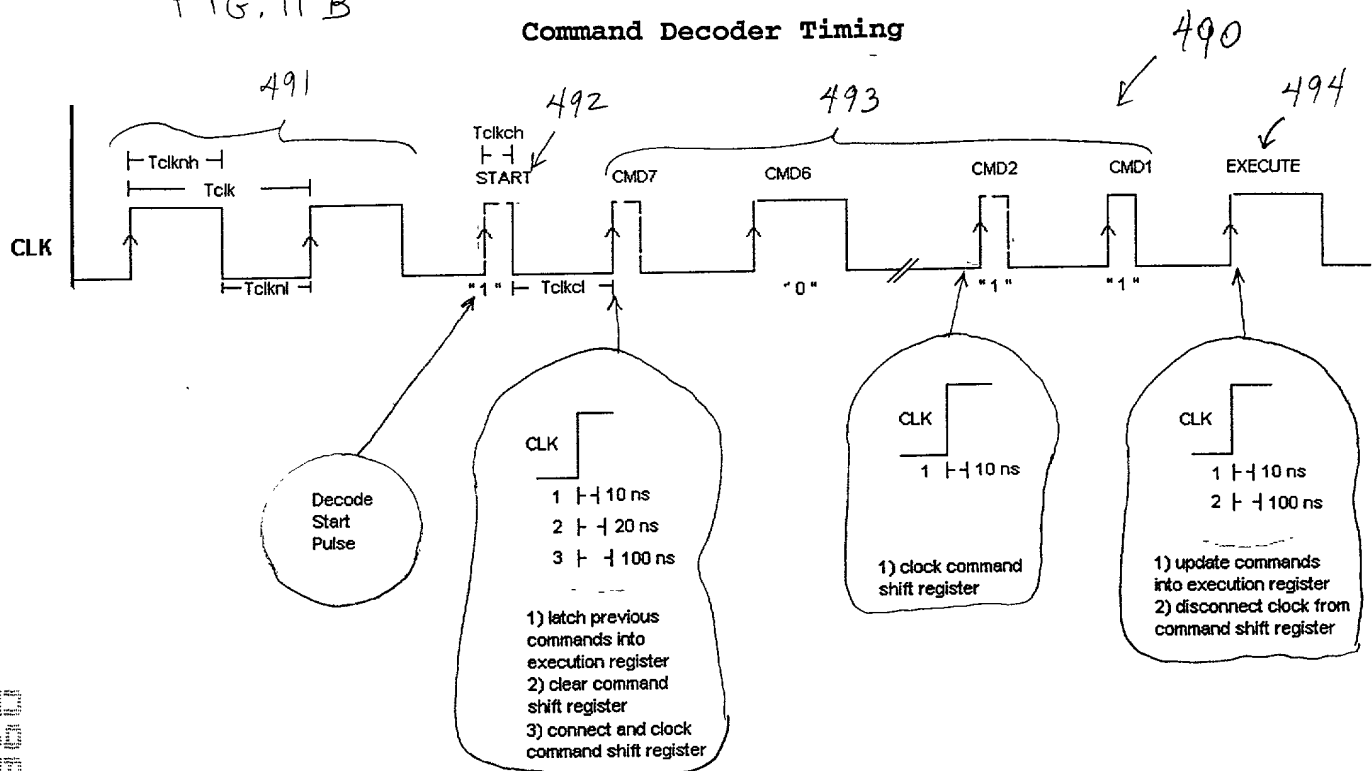 FIG. 11B
Command Decoder Timing
490
491
492
493
494
Tclknh
Tclk
Tclkch
START
CMD7
CMD6
CMD2
CMD1
EXECUTE
CLK
Tclknl
"1"
Tclkcl
"0"
"1"
"1"
Decode
Start
Pulse
CLK
1 10 ns
2 20 ns
3 100 ns
1) latch previous
commands into
execution register
2) clear command
shift register
3) connect and clock
command shift register
CLK
1 10 ns
1) clock command
shift register
CLK
1 10 ns
2 100 ns
1) update commands
into execution register
2) disconnect clock from
command shift register